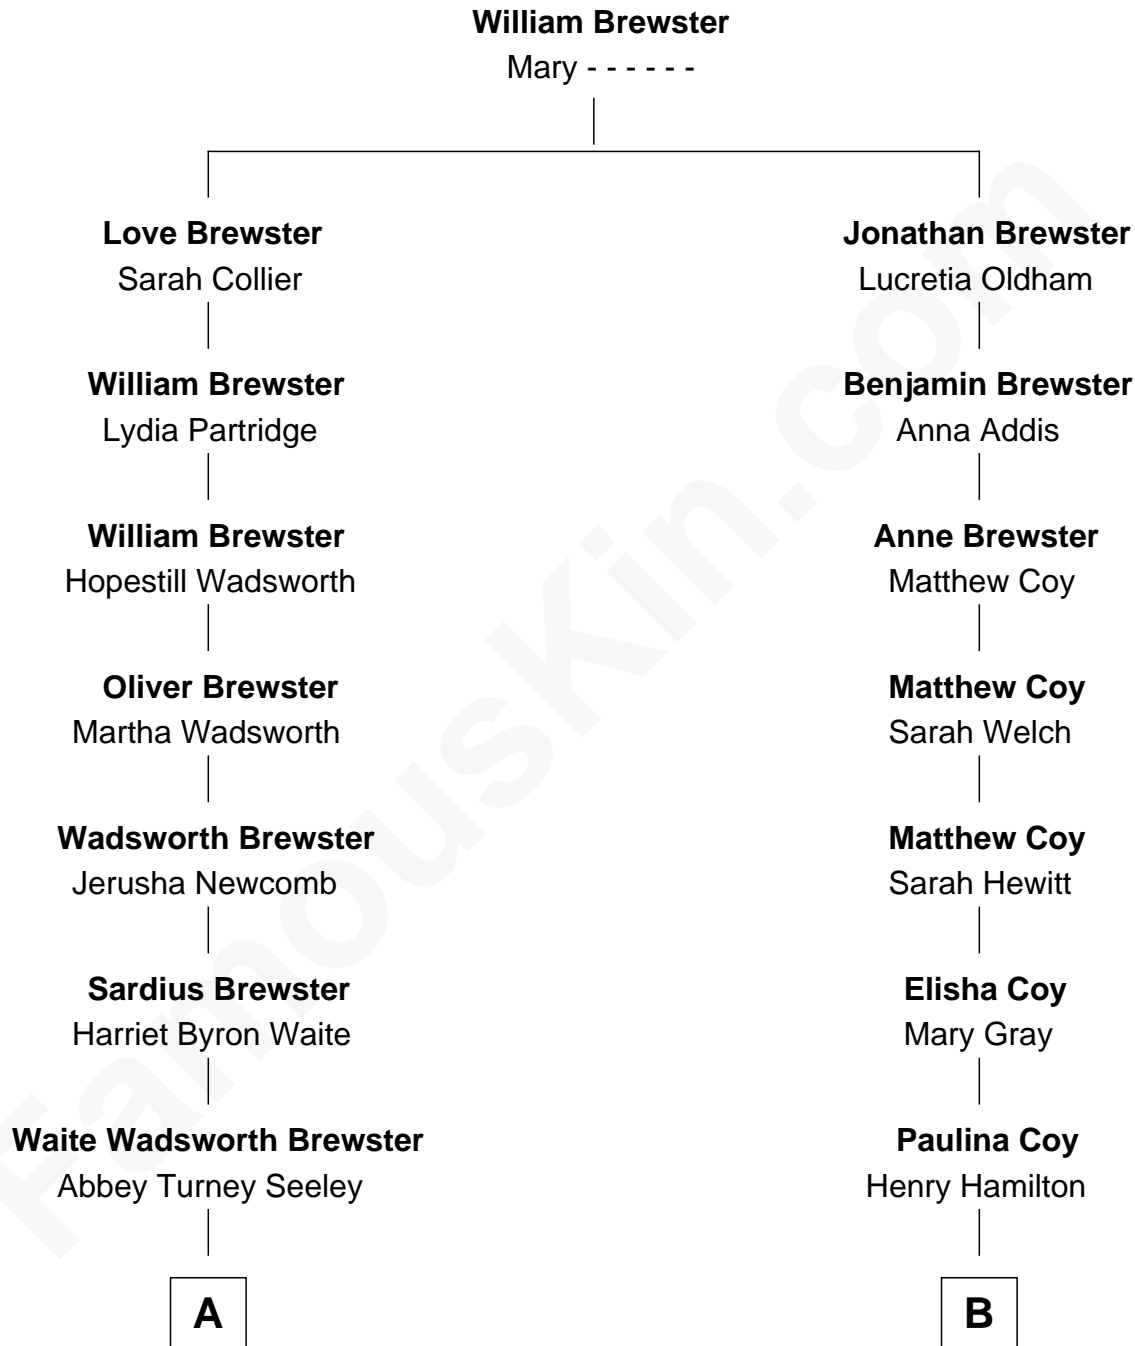 William Brewster
Mary - - - - - -
Love Brewster
Sarah Collier
William Brewster
Lydia Partridge
William Brewster
Hopestill Wadsworth
Oliver Brewster
Martha Wadsworth
Wadsworth Brewster
Jerusha Newcomb
Sardius Brewster
Harriet Byron Waite
Waite Wadsworth Brewster
Abbey Turney Seeley
A
Jonathan Brewster
Lucretia Oldham
Benjamin Brewster
Anna Addis
Anne Brewster
Matthew Coy
Matthew Coy
Sarah Welch
Matthew Coy
Sarah Hewitt
Elisha Coy
Mary Gray
Paulina Coy
Henry Hamilton
B
FamousKin.com